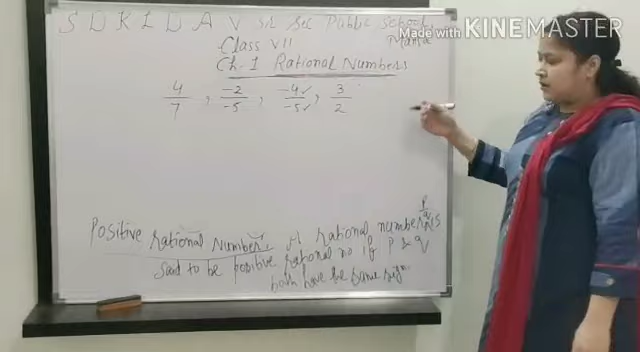 S D K L D A V Sr Sec Public School
Mansa
Made with KINEMASTER
Class VII
Ch-1 Rational Numbers
4/7 , -2/-5 , -4/-5 , 3/2
Positive Rational Number. A rational number p/q is
said to be positive rational no if p & q
both have the same sign.